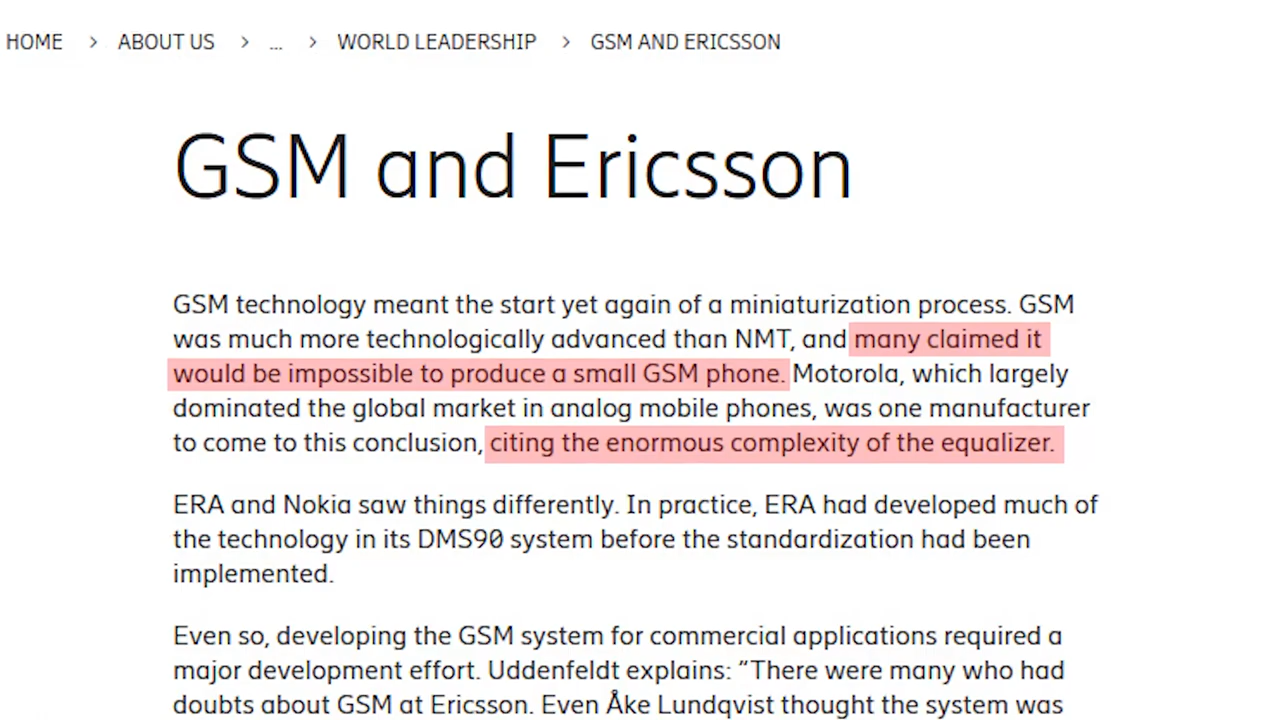 HOME > ABOUT US > ... > WORLD LEADERSHIP > GSM AND ERICSSON
GSM and Ericsson
GSM technology meant the start yet again of a miniaturization process. GSM
was much more technologically advanced than NMT, and many claimed it
would be impossible to produce a small GSM phone. Motorola, which largely
dominated the global market in analog mobile phones, was one manufacturer
to come to this conclusion, citing the enormous complexity of the equalizer.
ERA and Nokia saw things differently. In practice, ERA had developed much of
the technology in its DMS90 system before the standardization had been
implemented.
Even so, developing the GSM system for commercial applications required a
major development effort. Uddenfeldt explains: “There were many who had
doubts about GSM at Ericsson. Even Åke Lundqvist thought the system was